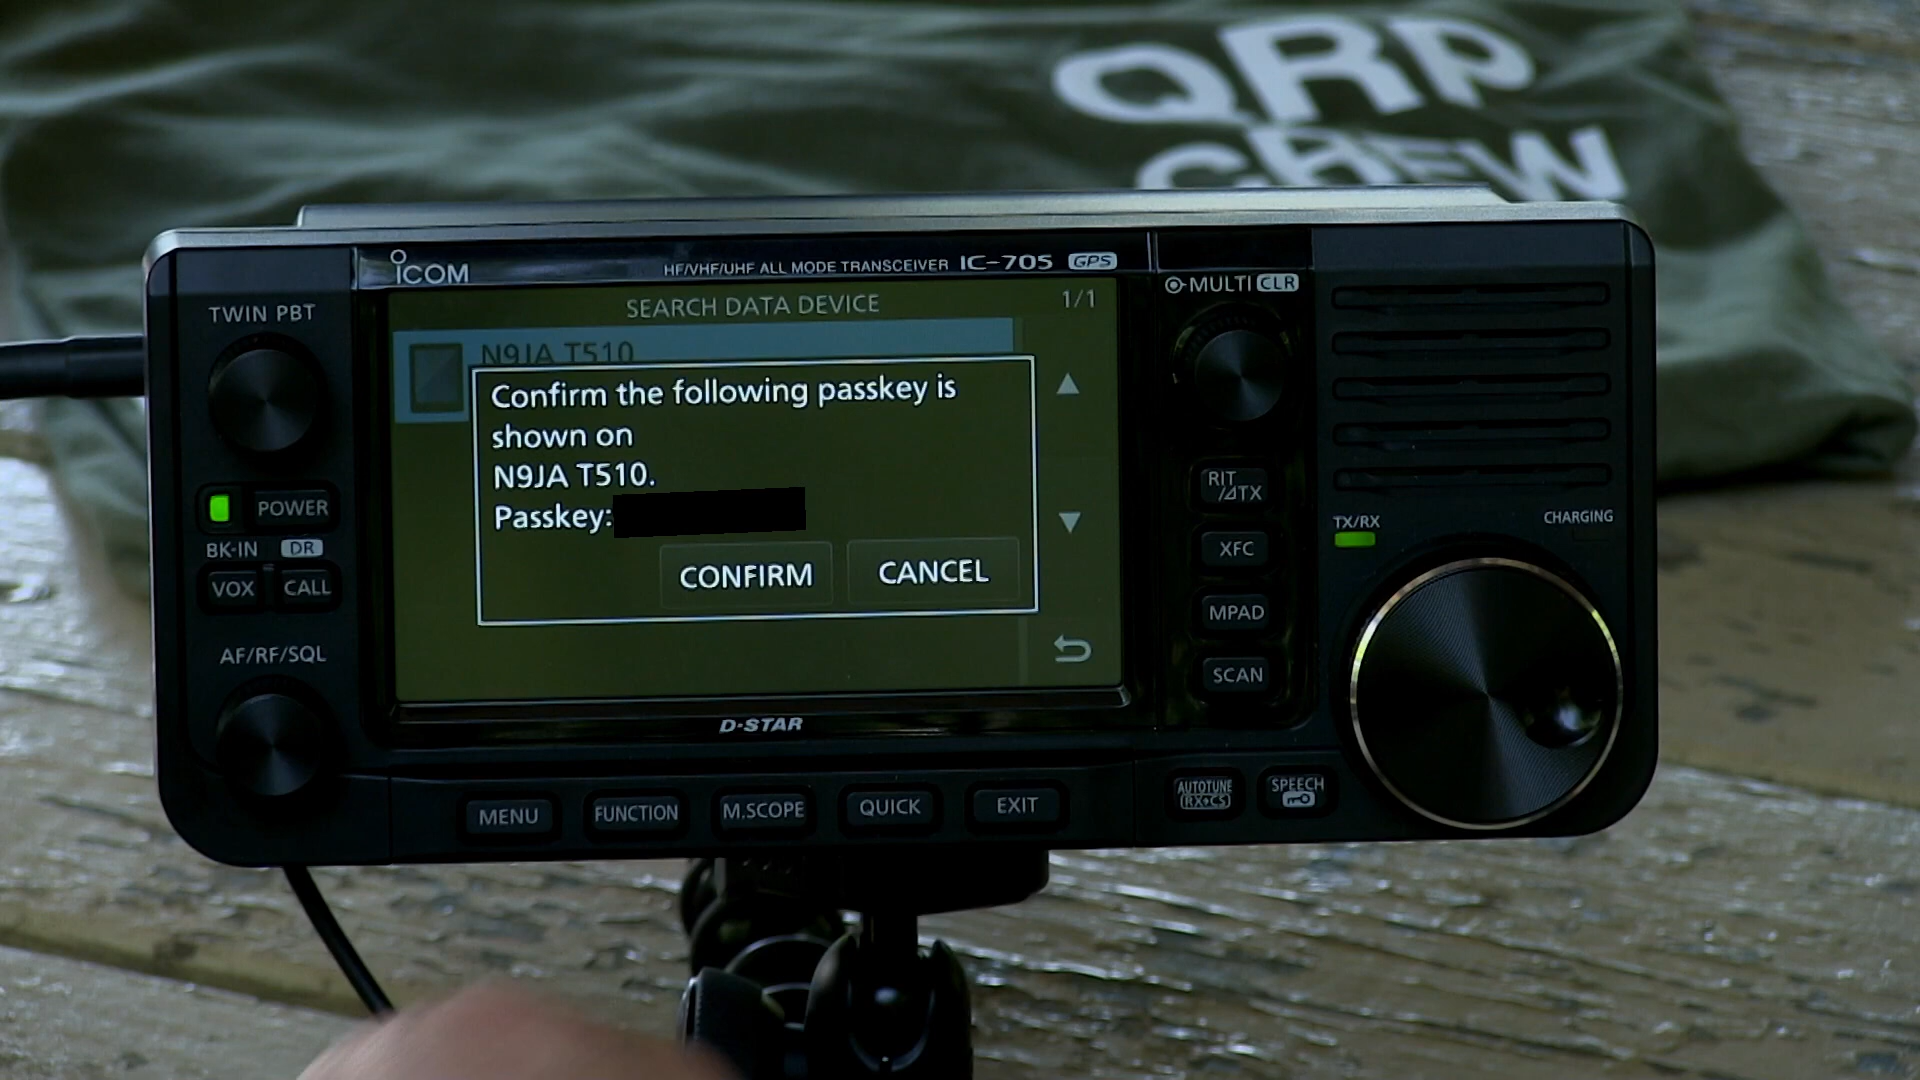 QRP
CREW
ICOM
HF/VHF/UHF ALL MODE TRANSCEIVER IC-705 GPS
TWIN PBT
SEARCH DATA DEVICE 1/1
N9JA T510
Confirm the following passkey is
shown on
N9JA T510.
Passkey:
CONFIRM CANCEL
MULTI CLR
POWER
BK-IN DR
VOX CALL
AF/RF/SQL
RIT
/⊿TX
XFC
MPAD
SCAN
TX/RX
CHARGING
D-STAR
MENU FUNCTION M.SCOPE QUICK EXIT
AUTOTUNE
RX→CS
SPEECH